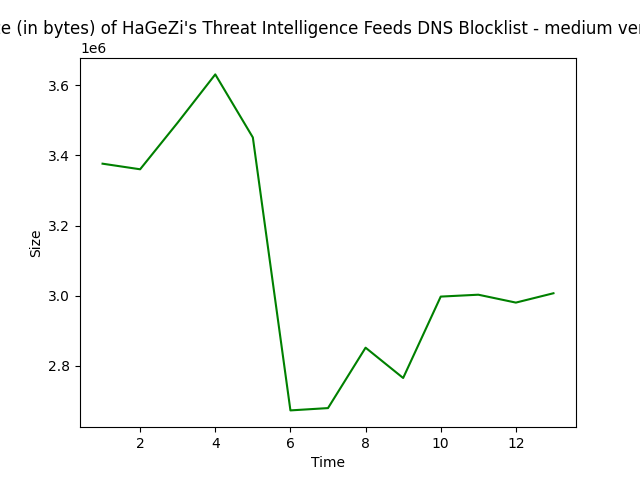 e (in bytes) of HaGeZi's Threat Intelligence Feeds DNS Blocklist - medium ver
1e6
3.6
3.4
3.2
3.0
2.8
Size
2
4
6
8
10
12
Time